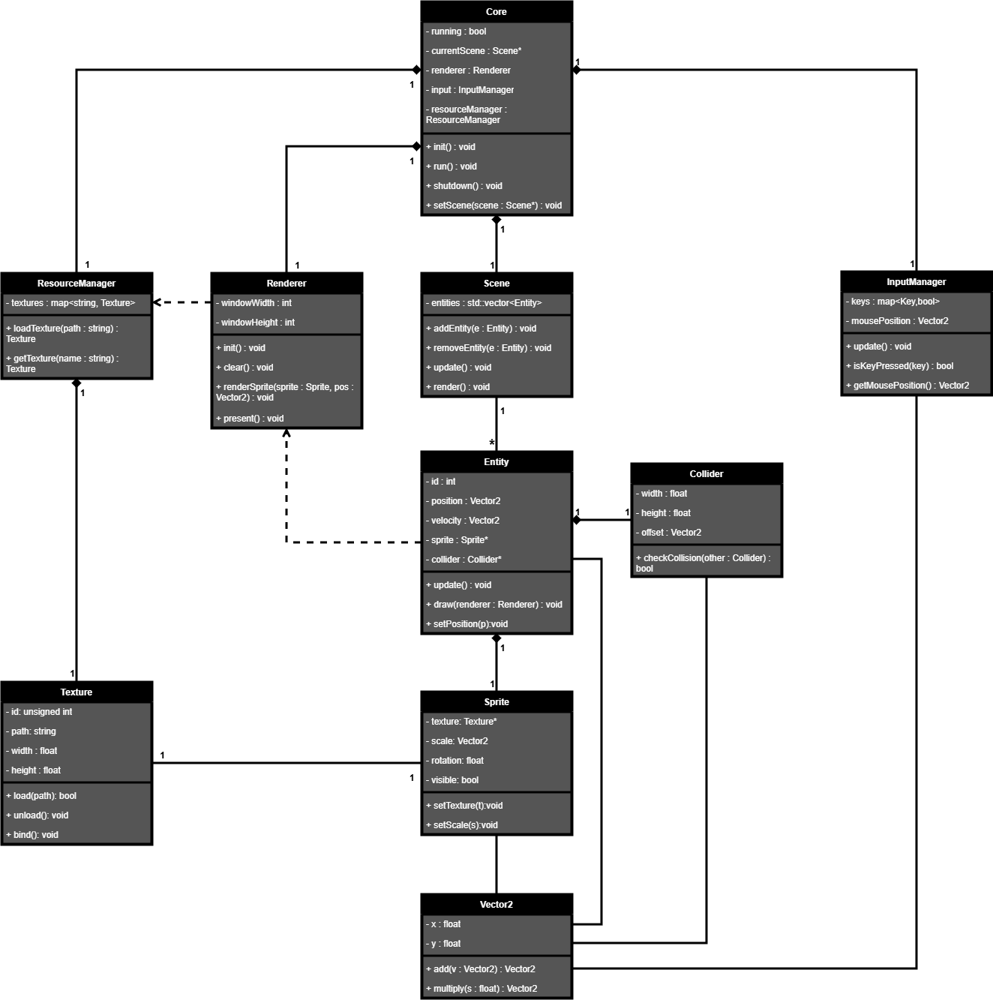 Core
- running : bool
- currentScene : Scene*
- renderer : Renderer
- input : InputManager
- resourceManager :
ResourceManager
+ init() : void
+ run() : void
+ shutdown() : void
+ setScene(scene : Scene*) : void
1
1
1
1
1
1
1
1
ResourceManager
- textures : map<string, Texture>
+ loadTexture(path : string) :
Texture
+ getTexture(name : string) :
Texture
1
Renderer
- windowWidth : int
- windowHeight : int
+ init() : void
+ clear() : void
+ renderSprite(sprite : Sprite, pos :
Vector2) : void
+ present() : void
Scene
- entities : std::vector<Entity>
+ addEntity(e : Entity) : void
+ removeEntity(e : Entity) : void
+ update() : void
+ render() : void
1
*
InputManager
- keys : map<Key,bool>
- mousePosition : Vector2
+ update() : void
+ isKeyPressed(key) : bool
+ getMousePosition() : Vector2
Entity
- id : int
- position : Vector2
- velocity : Vector2
- sprite : Sprite*
- collider : Collider*
+ update() : void
+ draw(renderer : Renderer) : void
+ setPosition(p):void
1
1
1
1
Collider
- width : float
- height : float
- offset : Vector2
+ checkCollision(other : Collider) :
bool
1
Texture
- id: unsigned int
- path: string
- width : float
- height : float
+ load(path): bool
+ unload(): void
+ bind(): void
1
1
Sprite
- texture: Texture*
- scale: Vector2
- rotation: float
- visible: bool
+ setTexture(t):void
+ setScale(s):void
Vector2
- x : float
- y : float
+ add(v : Vector2) : Vector2
+ multiply(s : float) : Vector2